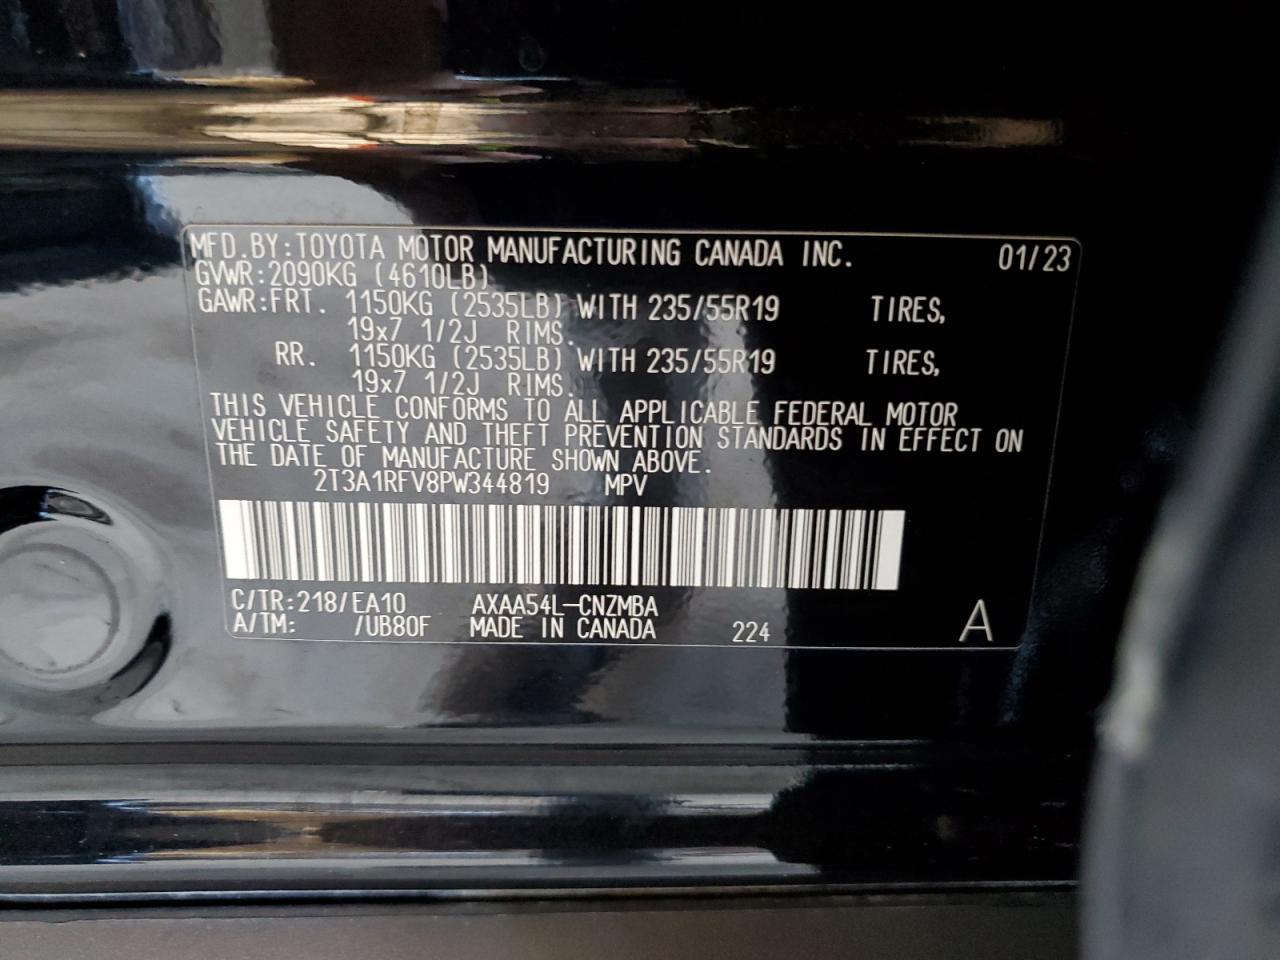 MFD.BY:TOYOTA MOTOR MANUFACTURING CANADA INC. 01/23
GVWR:2090KG (4610LB)
GAWR:FRT. 1150KG (2535LB) WITH 235/55R19 TIRES,
19x7 1/2J RIMS.
RR. 1150KG (2535LB) WITH 235/55R19 TIRES,
19x7 1/2J RIMS.
THIS VEHICLE CONFORMS TO ALL APPLICABLE FEDERAL MOTOR
VEHICLE SAFETY AND THEFT PREVENTION STANDARDS IN EFFECT ON
THE DATE OF MANUFACTURE SHOWN ABOVE.
2T3A1RFV8PW344819 MPV
C/TR:218/EA10 AXAA54L-CNZMBA
A/TM: /UB80F MADE IN CANADA 224 A